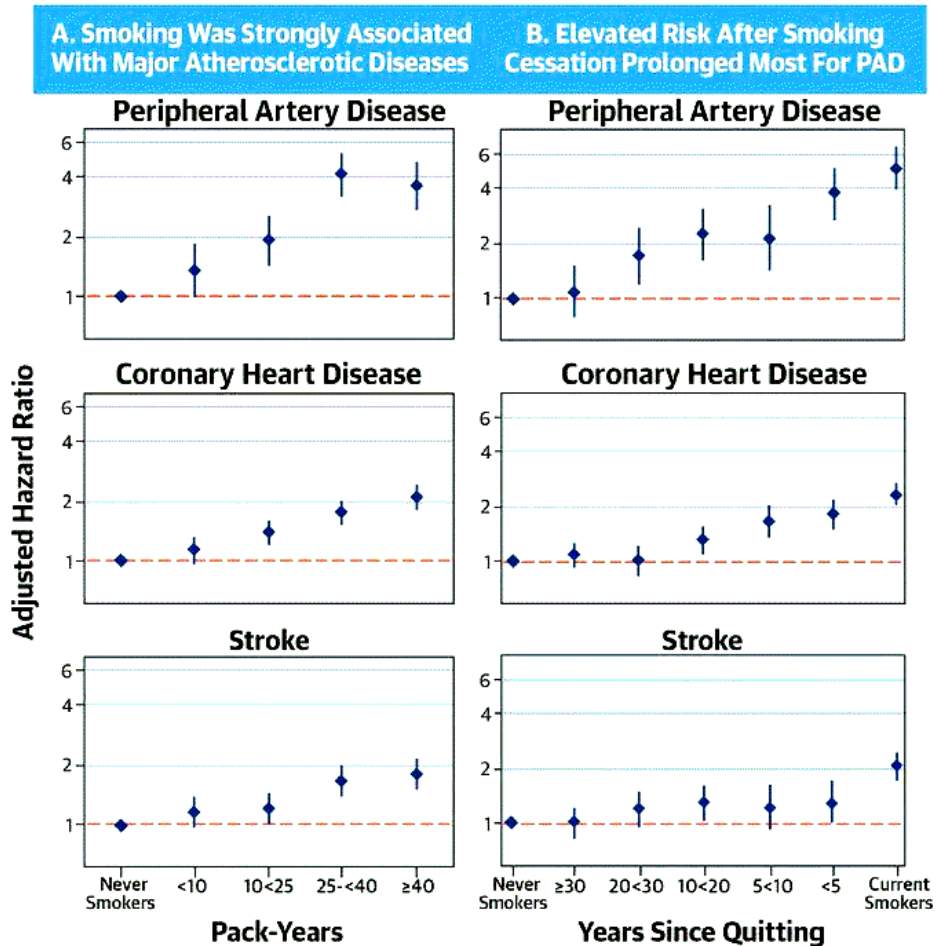 A. Smoking Was Strongly Associated
With Major Atherosclerotic Diseases
B. Elevated Risk After Smoking
Cessation Prolonged Most For PAD
Adjusted Hazard Ratio
Peripheral Artery Disease
6
4
2
1
Peripheral Artery Disease
6
4
2
1
Coronary Heart Disease
6
4
2
1
Coronary Heart Disease
6
4
2
1
Stroke
6
4
2
1
Never
Smokers
<10
10<25
25-<40
≥40
Pack-Years
Stroke
6
4
2
1
Never
Smokers
≥30
20<30
10<20
5<10
<5
Current
Smokers
Years Since Quitting